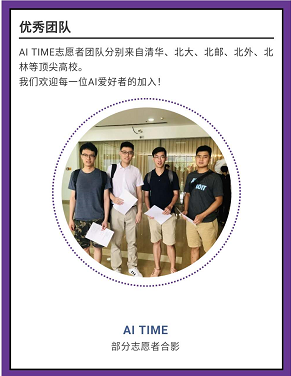 优秀团队
AI TIME志愿者团队分别来自清华、北大、北邮、北外、北
林等顶尖高校。
我们欢迎每一位AI爱好者的加入！
AI TIME
部分志愿者合影